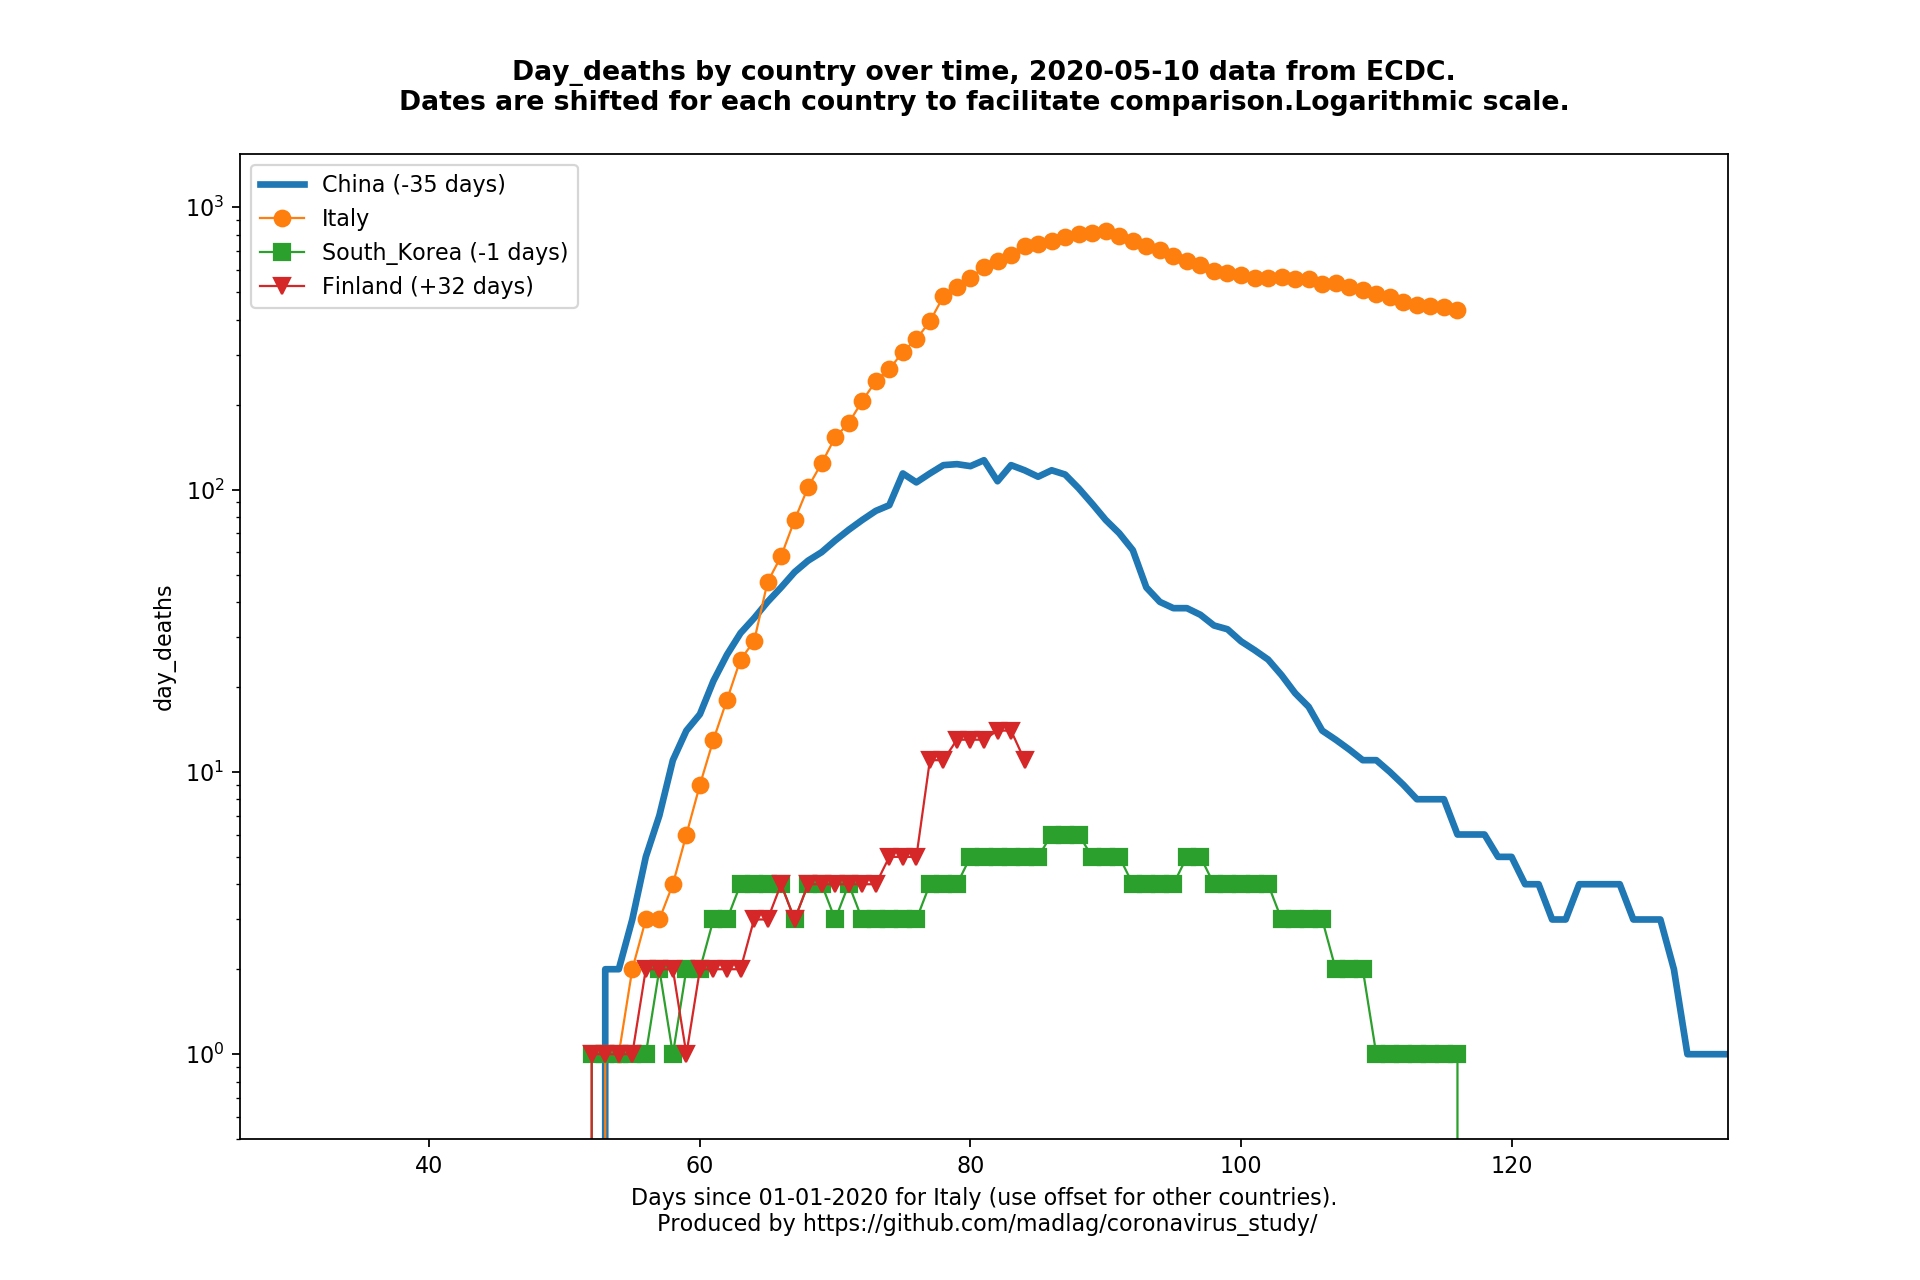 Day_deaths by country over time, 2020-05-10 data from ECDC.
Dates are shifted for each country to facilitate comparison.Logarithmic scale.
China (-35 days)
Italy
South_Korea (-1 days)
Finland (+32 days)
10³
10²
10¹
10⁰
day_deaths
40 60 80 100 120
Days since 01-01-2020 for Italy (use offset for other countries).
Produced by https://github.com/madlag/coronavirus_study/